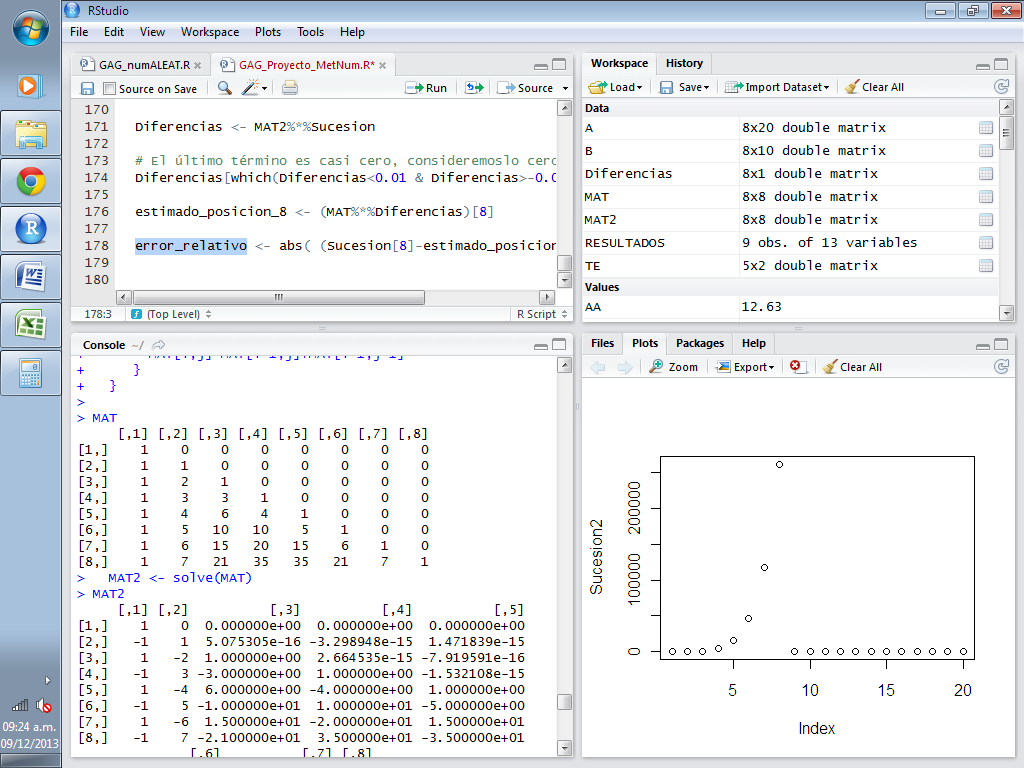 RStudio
File Edit View Workspace Plots Tools Help
GAG_numALEAT.R GAG_Proyecto_MetNum.R*
Source on Save Run Source
170
171 Diferencias <- MAT2%*%Sucesion
172
173 # El último término es casi cero, consideremoslo cero
174 Diferencias[which(Diferencias<0.01 & Diferencias>-0.0
175
176 estimado_posicion_8 <- (MAT%*%Diferencias)[8]
177
178 error_relativo <- abs( (Sucesion[8]-estimado_posicion
179
180
178:3 (Top Level) R Script
Console ~/
+ MAT[i,j]=MAT[i-1,j]+MAT[i-1,j-1]
+ }
+ }
>
> MAT
[,1] [,2] [,3] [,4] [,5] [,6] [,7] [,8]
[1,] 1 0 0 0 0 0 0 0
[2,] 1 1 0 0 0 0 0 0
[3,] 1 2 1 0 0 0 0 0
[4,] 1 3 3 1 0 0 0 0
[5,] 1 4 6 4 1 0 0 0
[6,] 1 5 10 10 5 1 0 0
[7,] 1 6 15 20 15 6 1 0
[8,] 1 7 21 35 35 21 7 1
> MAT2 <- solve(MAT)
> MAT2
[,1] [,2] [,3] [,4] [,5]
[1,] 1 0 0.000000e+00 0.000000e+00 0.000000e+00
[2,] -1 1 5.075305e-16 -3.298948e-15 1.471839e-15
[3,] 1 -2 1.000000e+00 2.664535e-15 -7.919591e-16
[4,] -1 3 -3.000000e+00 1.000000e+00 -1.532108e-15
[5,] 1 -4 6.000000e+00 -4.000000e+00 1.000000e+00
[6,] -1 5 -1.000000e+01 1.000000e+01 -5.000000e+00
[7,] 1 -6 1.500000e+01 -2.000000e+01 1.500000e+01
[8,] -1 7 -2.100000e+01 3.500000e+01 -3.500000e+01
[,6] [,7] [,8]
Workspace History
Load Save Import Dataset Clear All
Data
A 8x20 double matrix
B 8x10 double matrix
Diferencias 8x1 double matrix
MAT 8x8 double matrix
MAT2 8x8 double matrix
RESULTADOS 9 obs. of 13 variables
TE 5x2 double matrix
Values
AA 12.63
Files Plots Packages Help
Zoom Export Clear All
Sucesion2
200000
100000
0
5 10 15 20
Index
09:24 a.m.
09/12/2013